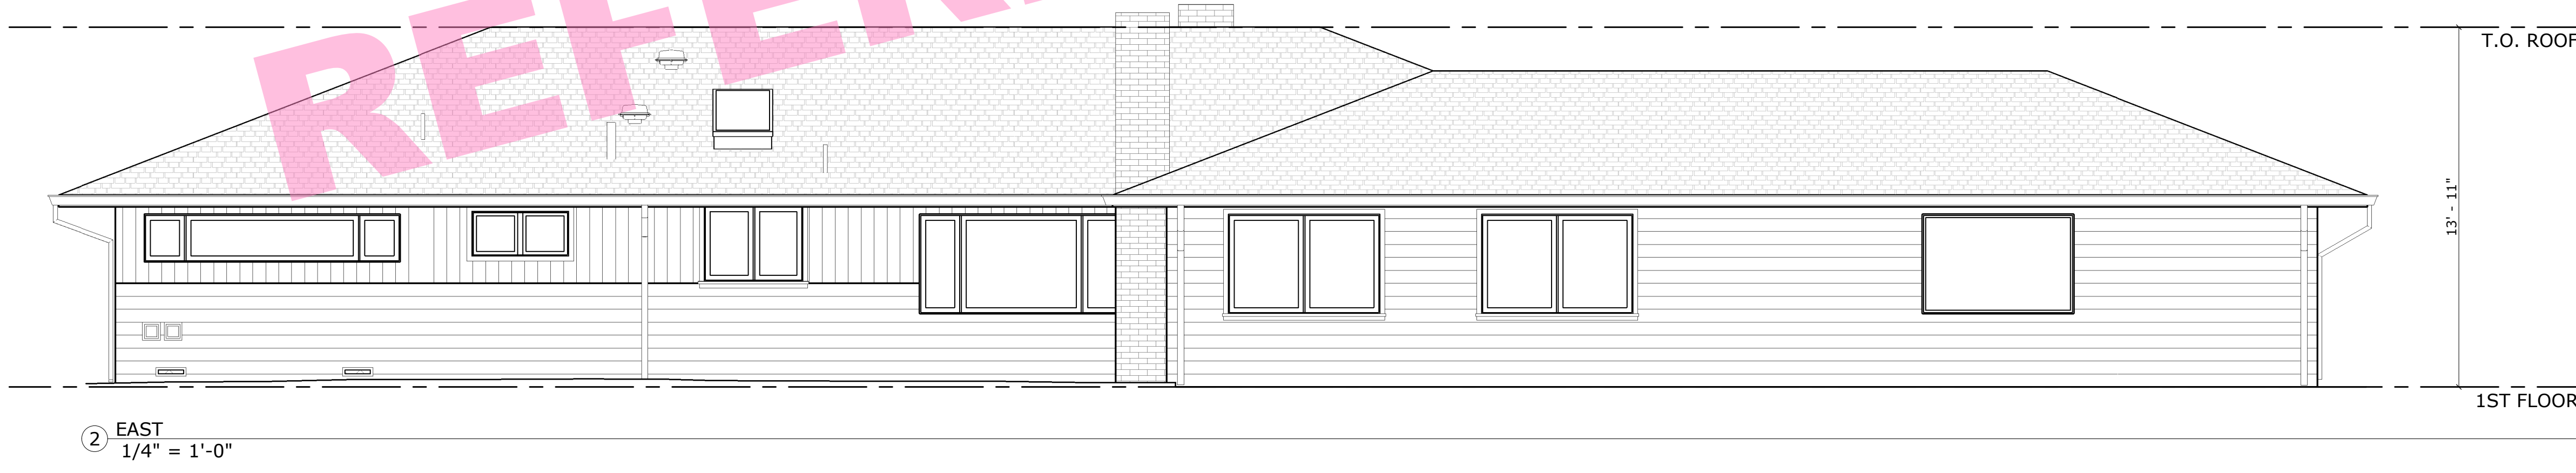 T.O. ROOF
13' - 11"
1ST FLOOR
2 EAST
1/4" = 1'-0"